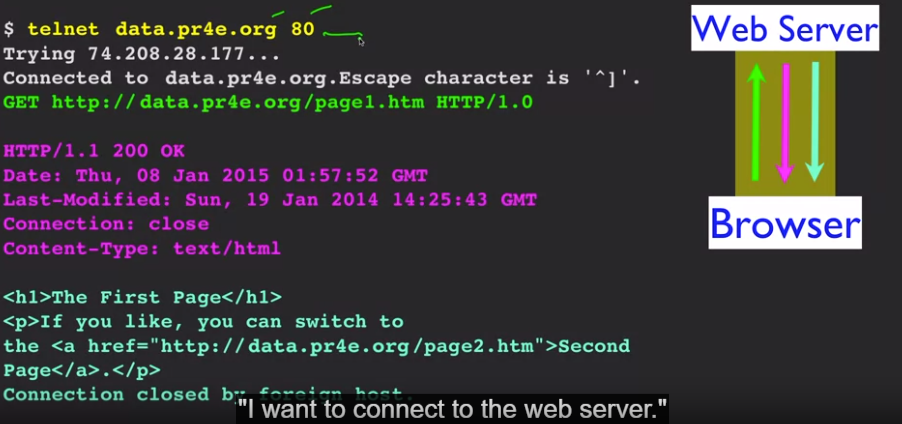 $ telnet data.pr4e.org 80
Trying 74.208.28.177...
Connected to data.pr4e.org.Escape character is '^]'.
GET http://data.pr4e.org/page1.htm HTTP/1.0
HTTP/1.1 200 OK
Date: Thu, 08 Jan 2015 01:57:52 GMT
Last-Modified: Sun, 19 Jan 2014 14:25:43 GMT
Connection: close
Content-Type: text/html
<h1>The First Page</h1>
<p>If you like, you can switch to
the <a href="http://data.pr4e.org/page2.htm">Second
Page</a>.</p>
Connection closed by foreign host.
Web Server
Browser
"I want to connect to the web server."